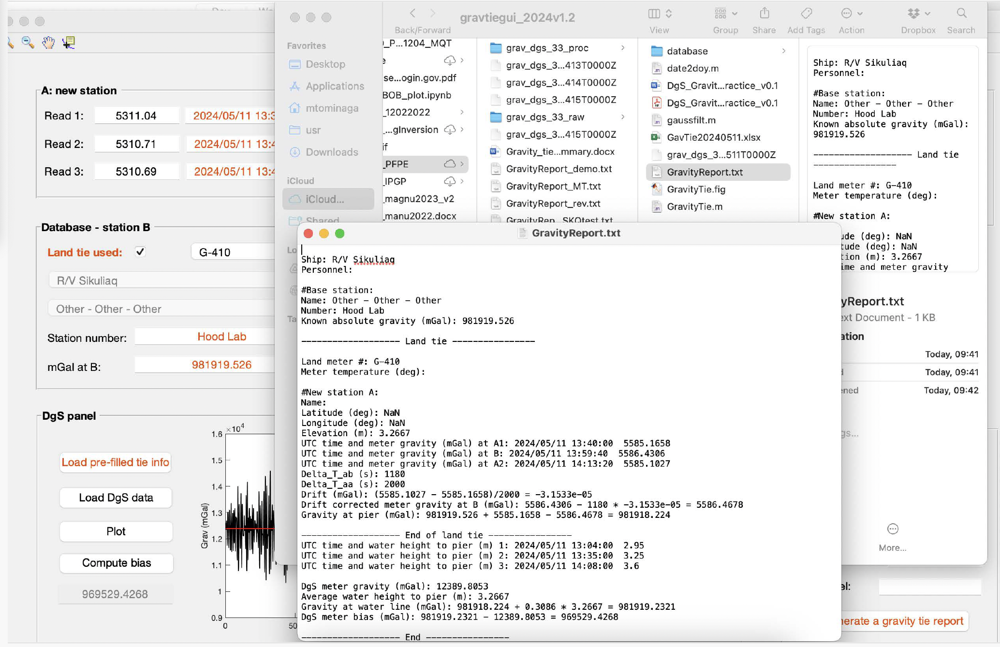 gravtiegui_2024v1.2
Back/Forward
View
Group
Share
Add Tags
Action
Dropbox
Search
A: new station
Read 1:
5311.04
2024/05/11 13:3
Read 2:
5310.71
2024/05/11 13:4
Read 3:
5310.69
2024/05/11 13:4
Database - station B
Land tie used:
G-410
R/V Sikuliaq
Other - Other - Other
Station number:
Hood Lab
mGal at B:
981919.526
DgS panel
Load pre-filled tie info
Load DgS data
Plot
Compute bias
969529.4268
×10⁴
1.6
1.5
1.4
1.3
1.2
1.1
1
0.9
Grav (mGal)
0
50
Favorites
Desktop
Applications
mtominaga
usr
Downloads
iCloud
iCloud...
Shared
Lo
Ta
_P...1204_MQT
e
se...ogin.gov.pdf
BOB_plot.ipynb
_12022022
_...gInversion
if
_PFPE
_IPGP
_magnu2023_v2
_manu2022.docx
grav_dgs_33_proc
grav_dgs_3...413T0000Z
grav_dgs_3...414T0000Z
grav_dgs_3...415T0000Z
grav_dgs_33_raw
grav_dgs_3...415T0000Z
Gravity_tie...mmary.docx
GravityReport_demo.txt
GravityReport_MT.txt
GravityReport_rev.txt
GravityRep...SKQtest.txt
database
date2doy.m
DgS_Gravit...ractice_v0.1
DgS_Gravit...ractice_v0.1
gaussfilt.m
GavTie20240511.xlsx
grav_dgs_3...511T0000Z
GravityReport.txt
GravityTie.fig
GravityTie.m
Ship: R/V Sikuliaq
Personnel:
#Base station:
Name: Other - Other - Other
Number: Hood Lab
Known absolute gravity (mGal):
981919.526
------------------- Land tie
----------------
Land meter #: G-410
Meter temperature (deg):
#New station A:
ude (deg): NaN
tude (deg): NaN
tion (m): 3.2667
ime and meter gravity
yReport.txt
ext Document - 1 KB
ation
Today, 09:41
d
Today, 09:41
ned
Today, 09:42
gs...
More...
el:
nerate a gravity tie report
GravityReport.txt
Ship: R/V Sikuliaq
Personnel:
#Base station:
Name: Other - Other - Other
Number: Hood Lab
Known absolute gravity (mGal): 981919.526
------------------- Land tie ----------------
Land meter #: G-410
Meter temperature (deg):
#New station A:
Name:
Latitude (deg): NaN
Longitude (deg): NaN
Elevation (m): 3.2667
UTC time and meter gravity (mGal) at A1: 2024/05/11 13:40:00  5585.1658
UTC time and meter gravity (mGal) at B: 2024/05/11 13:59:40  5586.4306
UTC time and meter gravity (mGal) at A2: 2024/05/11 14:13:20  5585.1027
Delta_T_ab (s): 1180
Delta_T_aa (s): 2000
Drift (mGal): (5585.1027 - 5585.1658)/2000 = -3.1533e-05
Drift corrected meter gravity at B (mGal): 5586.4306 - 1180 * -3.1533e-05 = 5586.4678
Gravity at pier (mGal): 981919.526 + 5585.1658 - 5586.4678 = 981918.224
------------------- End of land tie ----------------
UTC time and water height to pier (m) 1: 2024/05/11 13:04:00  2.95
UTC time and water height to pier (m) 2: 2024/05/11 13:35:00  3.25
UTC time and water height to pier (m) 3: 2024/05/11 14:08:00  3.6
DgS meter gravity (mGal): 12389.8053
Average water height to pier (m): 3.2667
Gravity at water line (mGal): 981918.224 + 0.3086 * 3.2667 = 981919.2321
DgS meter bias (mGal): 981919.2321 - 12389.8053 = 969529.4268
------------------- End ----------------